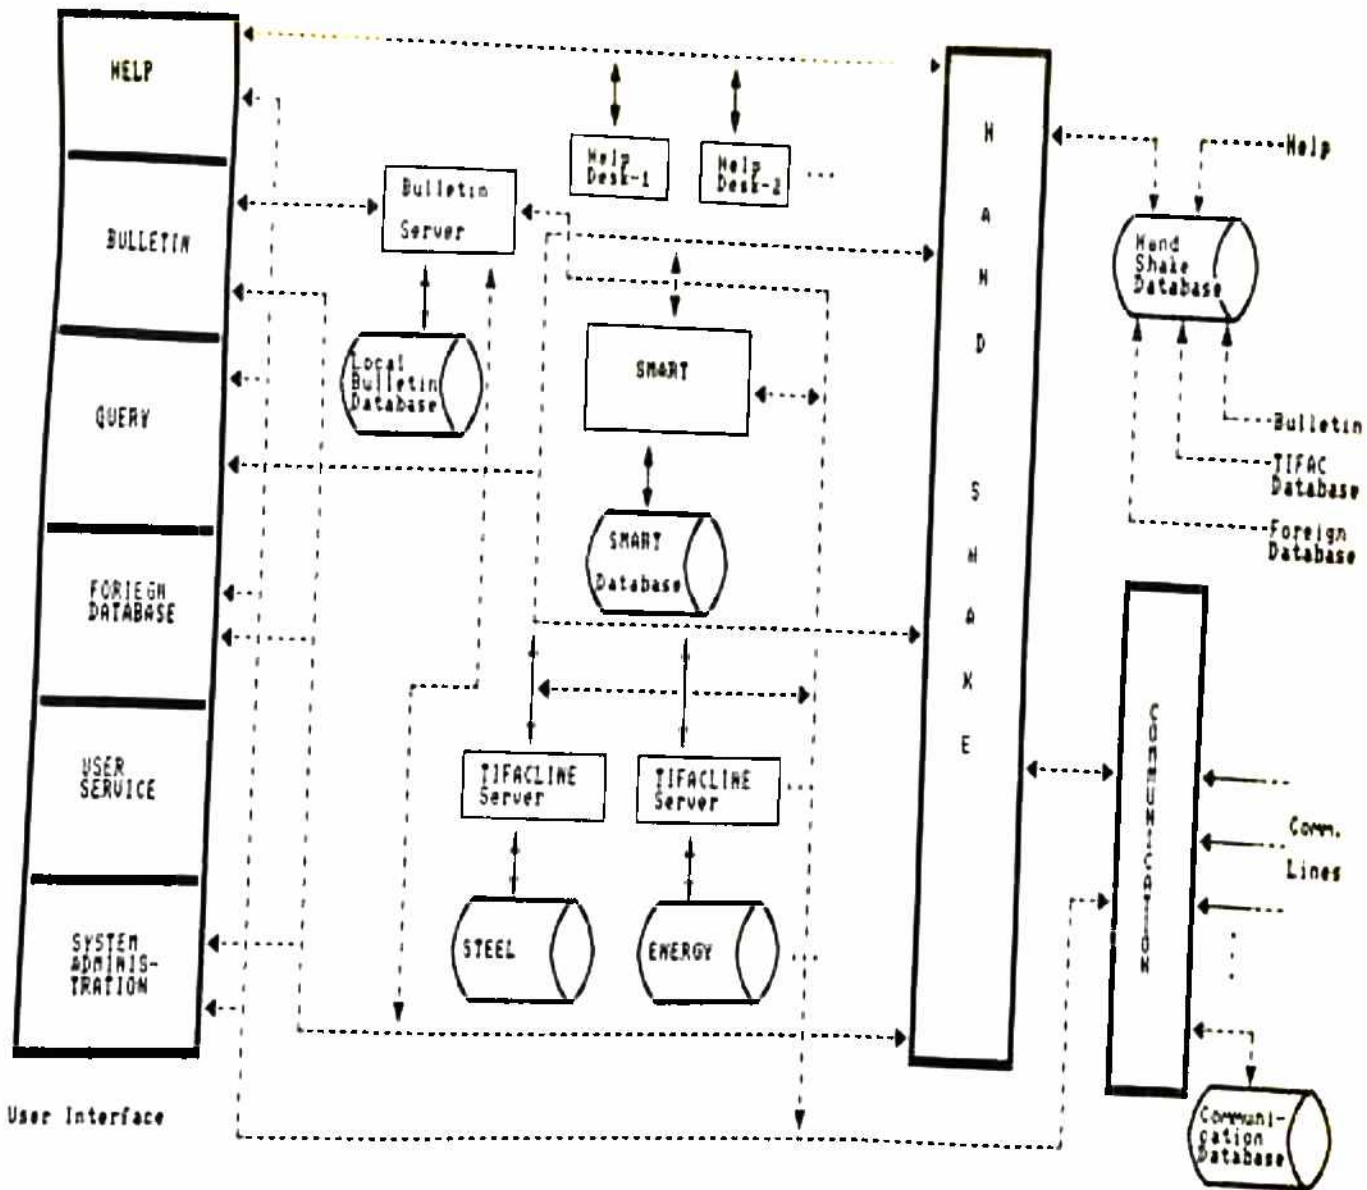 HELP
BULLETIN
QUERY
FORIEGN
DATABASE
USER
SERVICE
SYSTEM
ADMINIS-
TRATION
User Interface
Bulletin
Server
Local
Bulletin
Database
Help
Desk-1
Help
Desk-2
...
SMART
SMART
Database
TIFACLINE
Server
TIFACLINE
Server
...
STEEL
ENERGY
...
HAND SHAKE
Help
Hand
Shake
Database
Bulletin
TIFAC
Database
Foreign
Database
COMMUNICATION
Comm.
Lines
Communi-
cation
Database